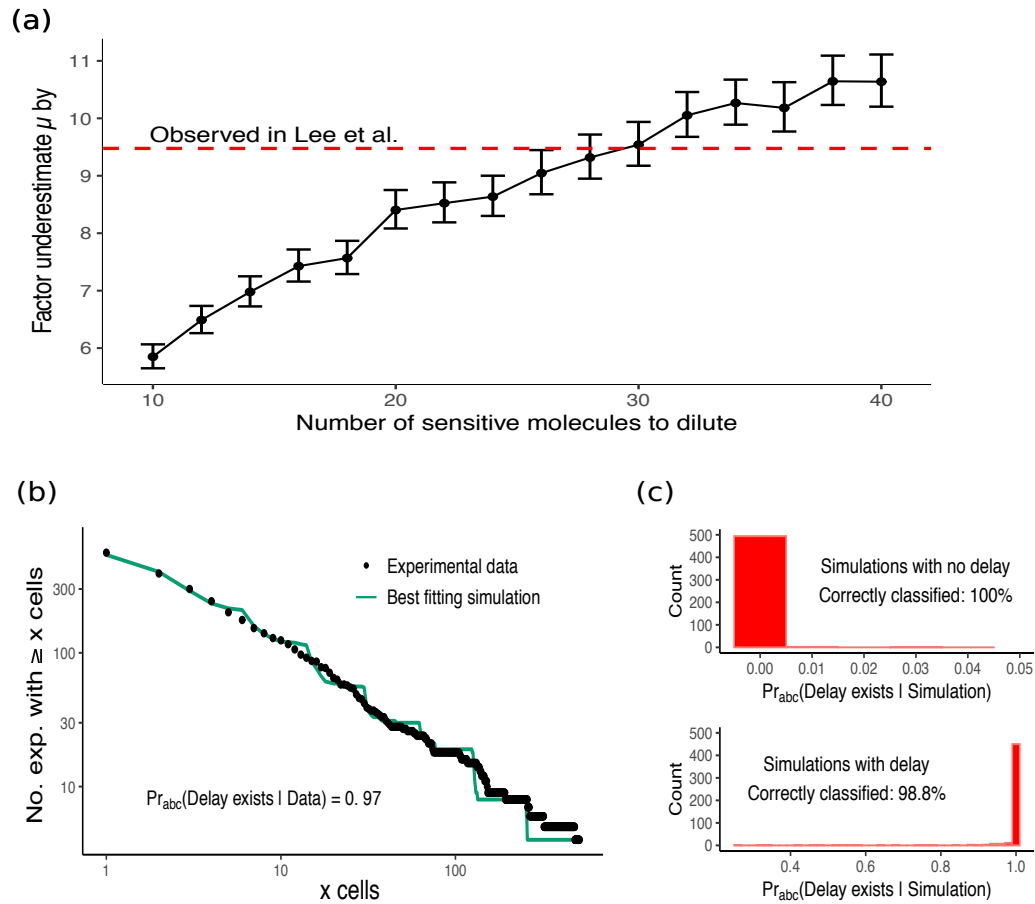 (a)
Factor underestimate μ by
11
10
9
8
7
6
Observed in Lee et al.
10
20
30
40
Number of sensitive molecules to dilute
(b)
No. exp. with ≥ x cells
300
100
30
10
Experimental data
Best fitting simulation
Prabc(Delay exists | Data) = 0.97
1
10
100
x cells
(c)
Count
500
400
300
200
100
0
Simulations with no delay
Correctly classified: 100%
0.00
0.01
0.02
0.03
0.04
0.05
Prabc(Delay exists | Simulation)
Count
500
400
300
200
100
0
Simulations with delay
Correctly classified: 98.8%
0.4
0.6
0.8
1.0
Prabc(Delay exists | Simulation)